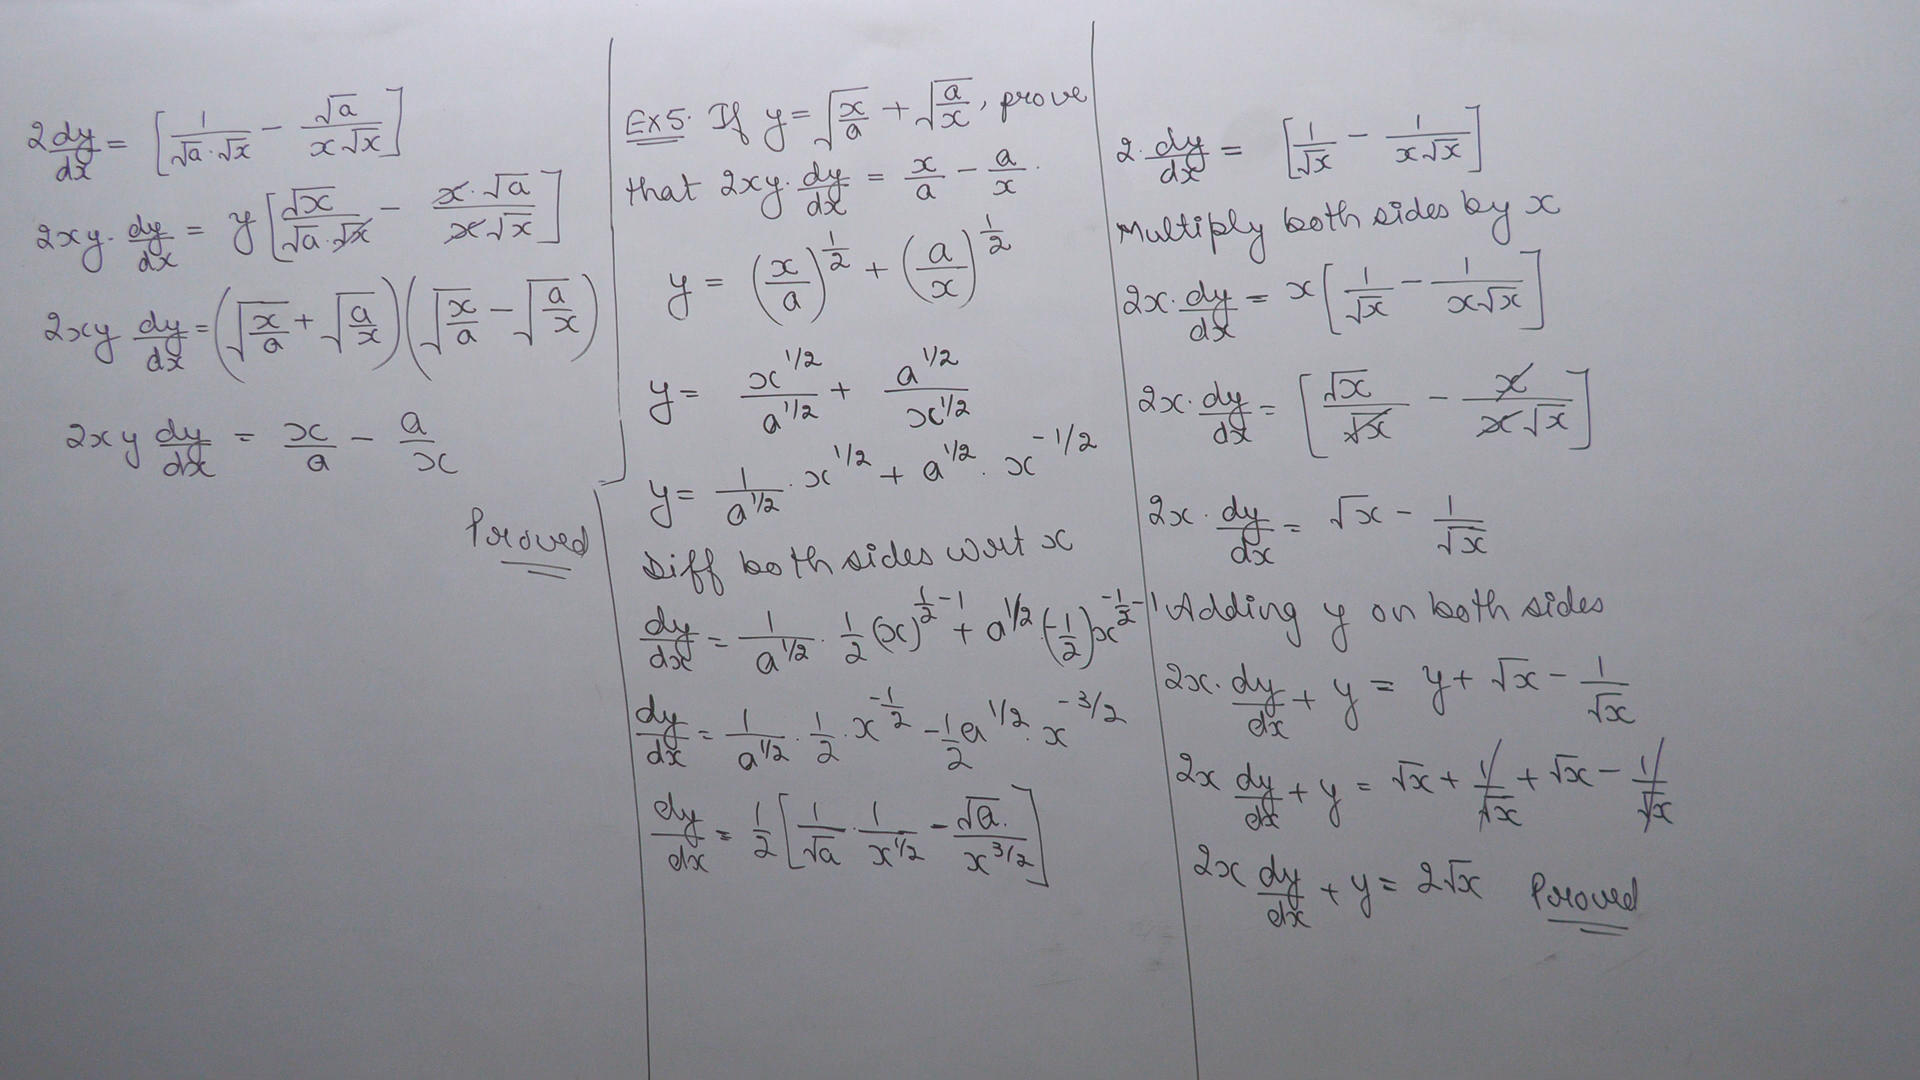 2dy/dx = [1/√a·√x − √a/x√x]
2xy·dy/dx = y[√x/√a·√x − x·√a/x√x]
2xy dy/dx = (√x/a + √a/x)(√x/a − √a/x)
2xy dy/dx = x/a − a/x
Proved
Ex5. If y = √x/a + √a/x, prove
that 2xy·dy/dx = x/a − a/x.
y = (x/a)^1/2 + (a/x)^1/2
y = x^1/2/a^1/2 + a^1/2/x^1/2
y = 1/a^1/2 · x^1/2 + a^1/2 · x^−1/2
Diff both sides wrt x
dy/dx = 1/a^1/2 · 1/2 (x)^1/2−1 + a^1/2 (−1/2) x^−1/2−1
dy/dx = 1/a^1/2 · 1/2 · x^−1/2 − 1/2 a^1/2 · x^−3/2
dy/dx = 1/2 [1/√a · 1/x^1/2 − √a·/x^3/2]
2·dy/dx = [1/√x − 1/x√x]
Multiply both sides by x
2x·dy/dx = x[1/√x − 1/x√x]
2x·dy/dx = [√x/√x − x/x√x]
2x·dy/dx = √x − 1/√x
Adding y on both sides
2x·dy/dx + y = y + √x − 1/√x
2x dy/dx + y = √x + 1/√x + √x − 1/√x
2x dy/dx + y = 2√x Proved